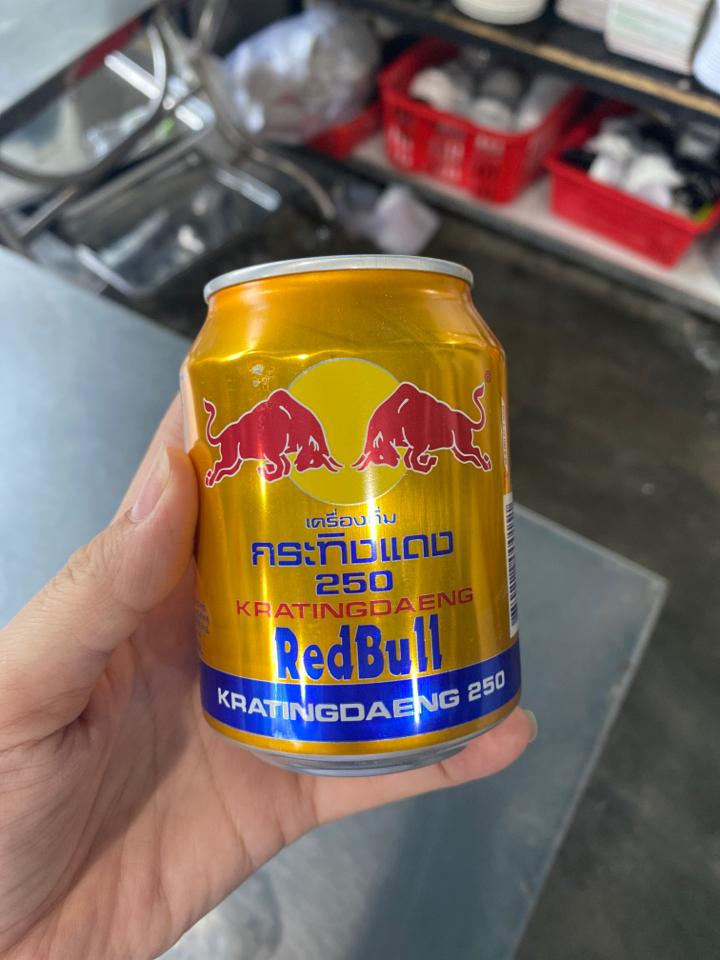 ®
เครื่องดื่ม
กระทิงแดง
250
KRATINGDAENG
RedBull
KRATINGDAENG 250